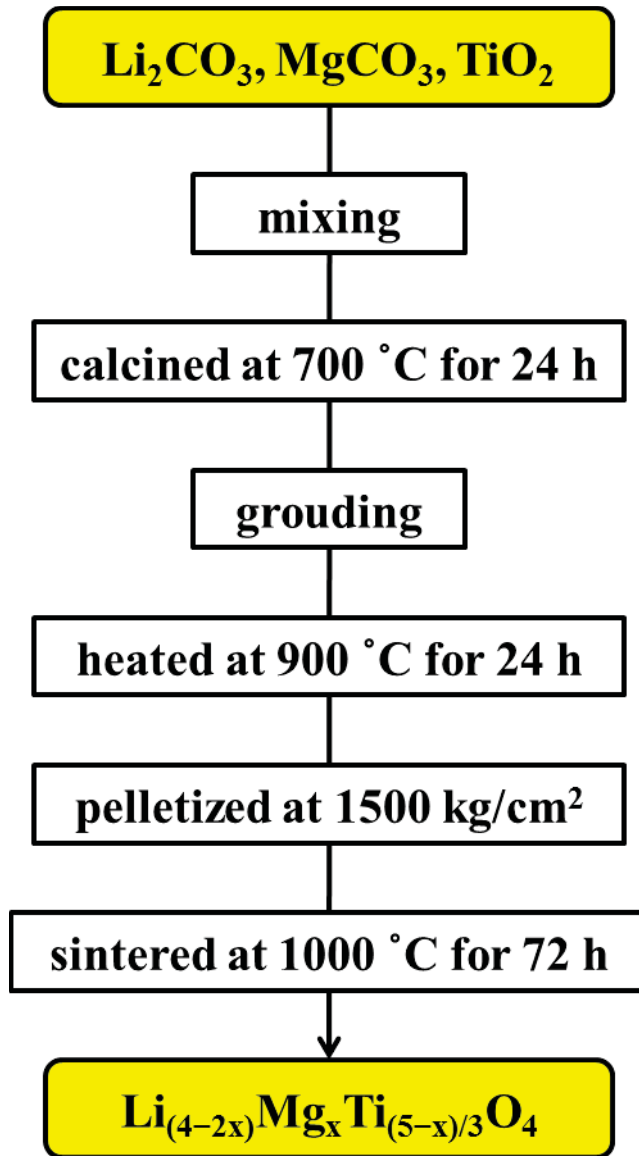 Li₂CO₃, MgCO₃, TiO₂
mixing
calcined at 700 ˚C for 24 h
grouding
heated at 900 ˚C for 24 h
pelletized at 1500 kg/cm²
sintered at 1000 ˚C for 72 h
Li₍₄₋₂ₓ₎MgₓTi₍₅₋ₓ₎/₃O₄